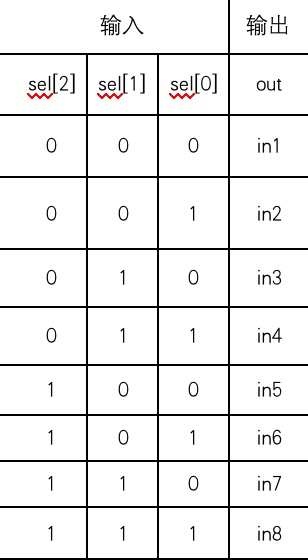 输入 输出
sel[2] sel[1] sel[0] out
0 0 0 in1
0 0 1 in2
0 1 0 in3
0 1 1 in4
1 0 0 in5
1 0 1 in6
1 1 0 in7
1 1 1 in8